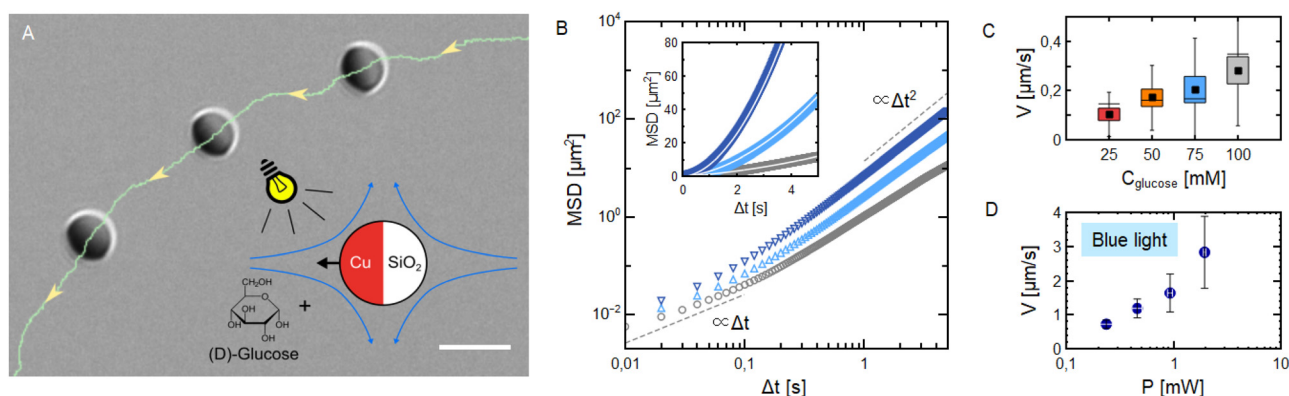 A
Cu
SiO₂
CH₂OH
HO
O
OH
HO
OH
OH
+
(D)-Glucose
B
MSD [µm²]
10⁴
10²
10⁰
10⁻²
0,01
0,1
1
Δt [s]
∝Δt
∝Δt²
MSD [µm²]
80
60
40
20
0
0
2
4
Δt [s]
C
V [µm/s]
0,4
0,2
0
25
50
75
100
C glucose [mM]
D
Blue light
V [µm/s]
4
3
2
1
0
0,1
1
10
P [mW]